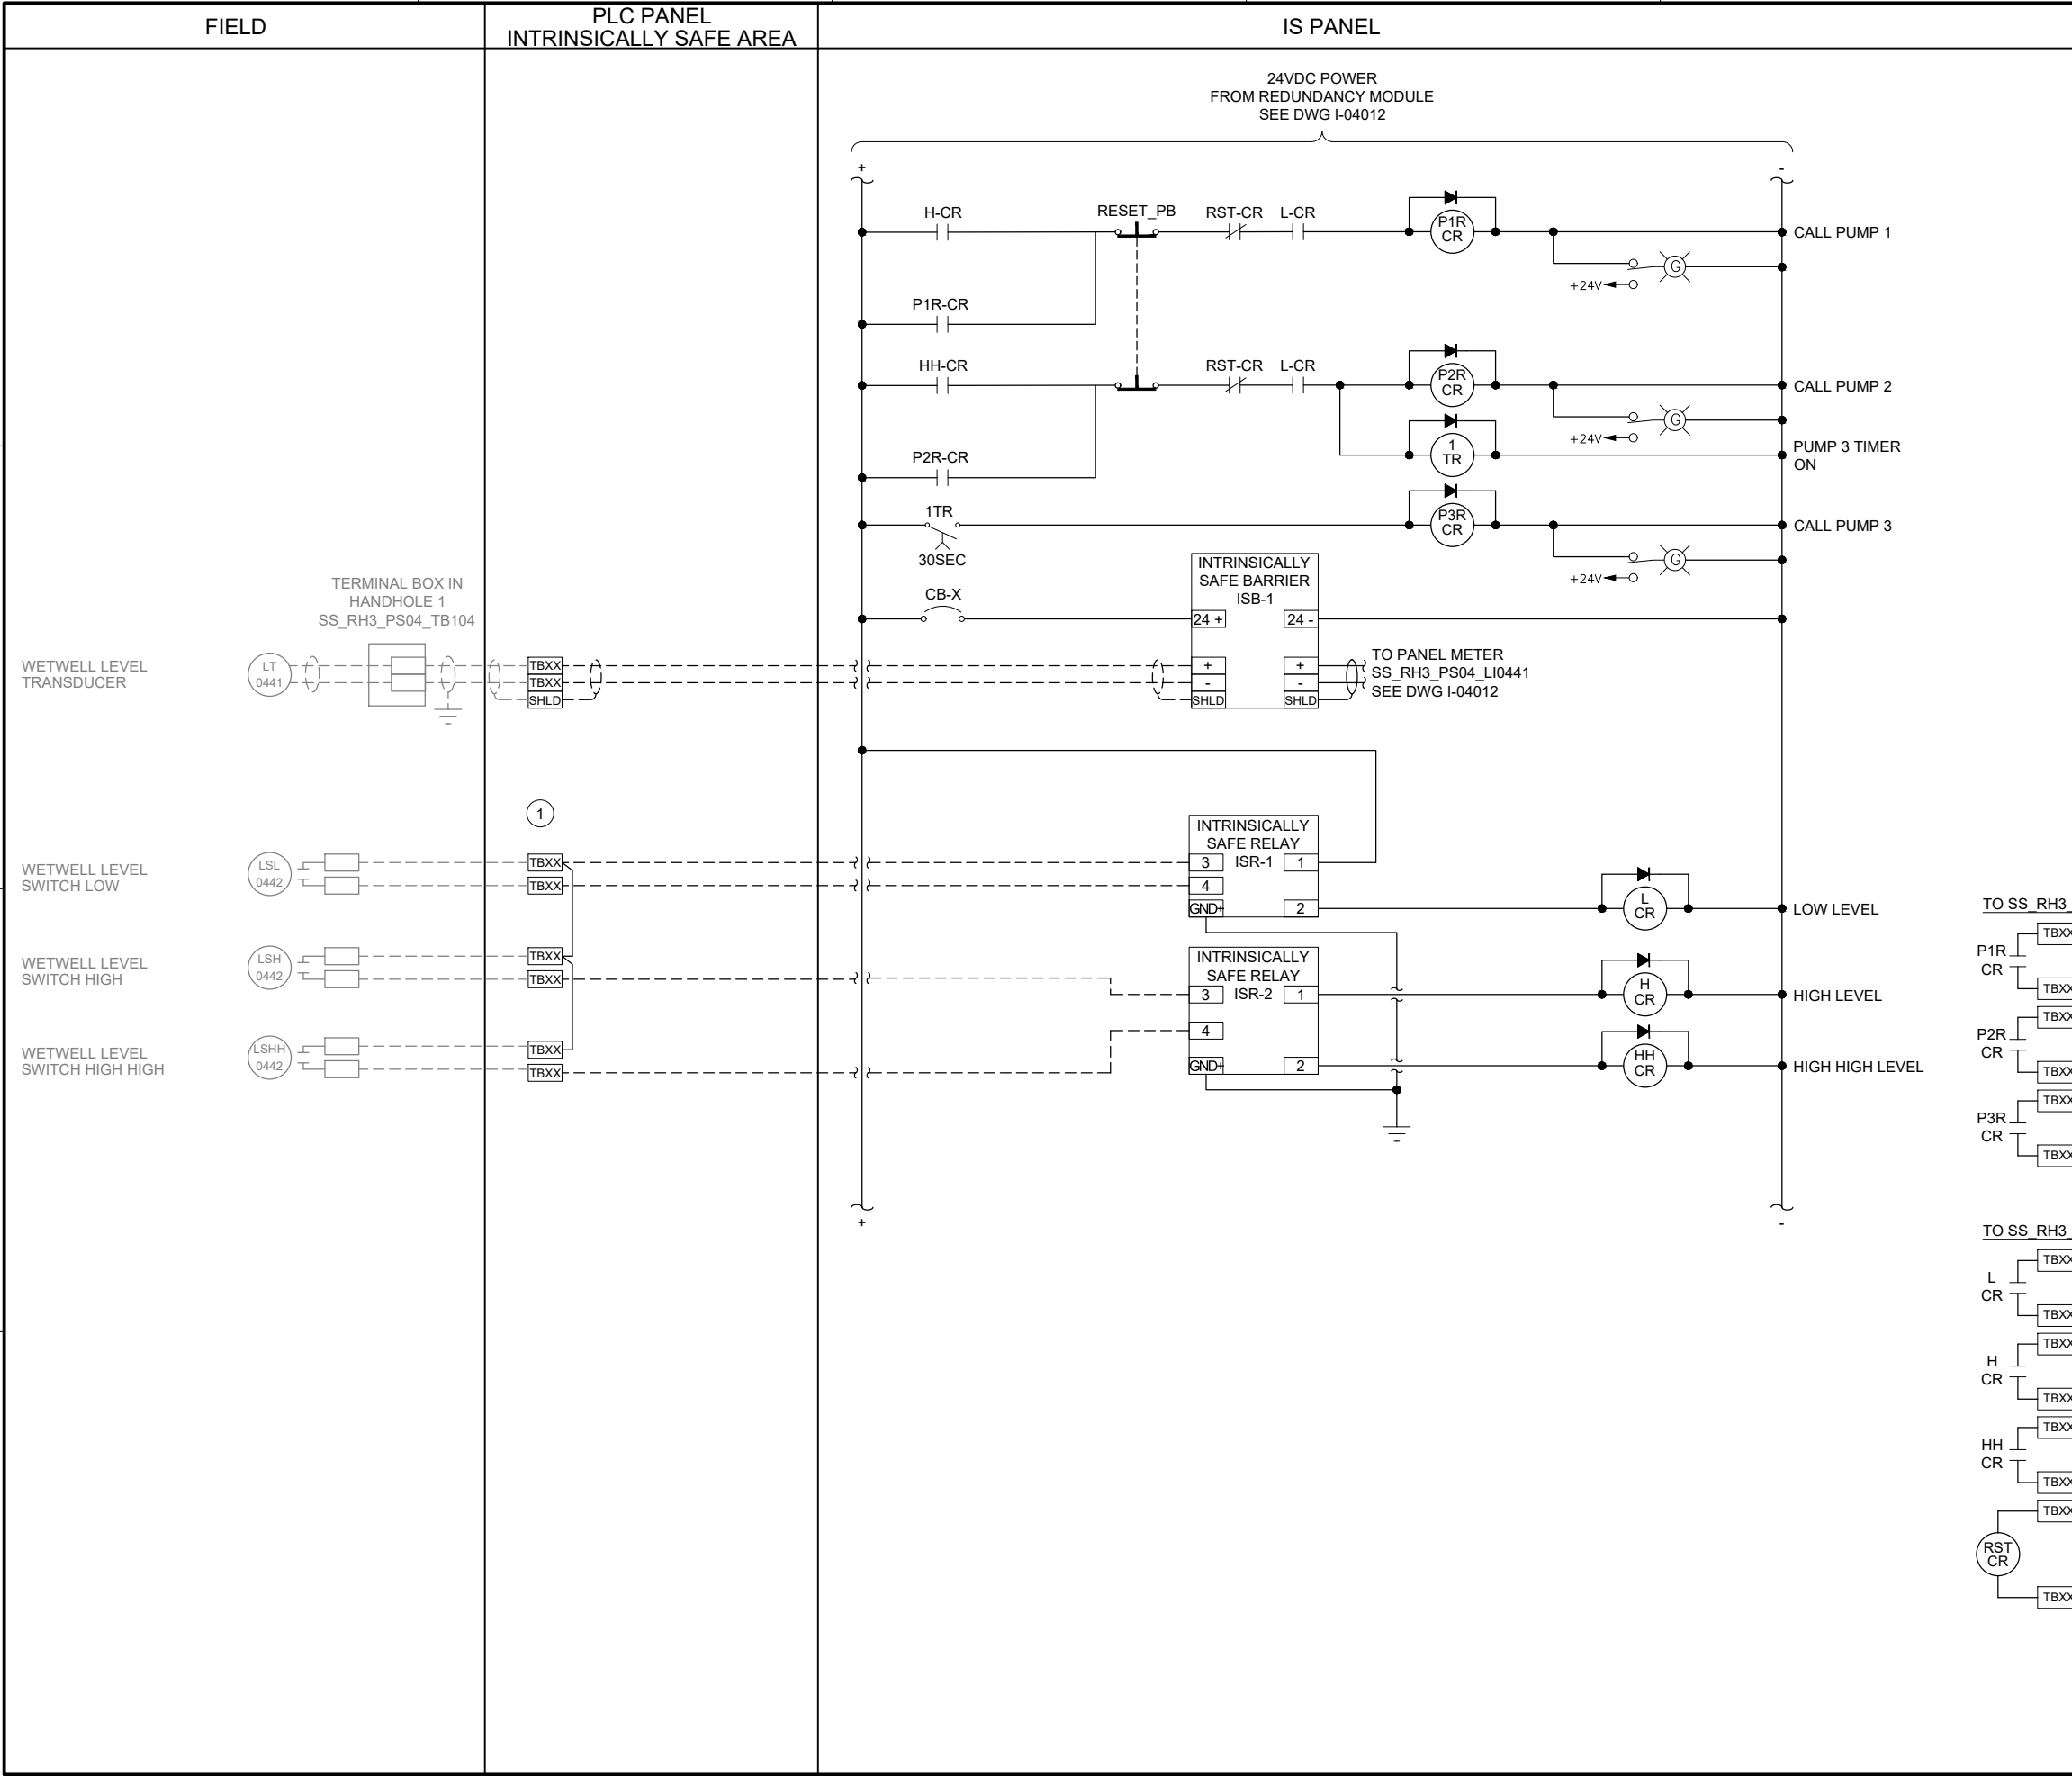 FIELD
PLC PANEL
INTRINSICALLY SAFE AREA
IS PANEL
24VDC POWER
FROM REDUNDANCY MODULE
SEE DWG I-04012
+
-
H-CR
RESET_PB
RST-CR
L-CR
P1R
CR
CALL PUMP 1
G
+24V
P1R-CR
HH-CR
RST-CR
L-CR
P2R
CR
CALL PUMP 2
G
+24V
1
TR
PUMP 3 TIMER
ON
P2R-CR
1TR
30SEC
P3R
CR
CALL PUMP 3
G
+24V
CB-X
INTRINSICALLY
SAFE BARRIER
ISB-1
24 +
24 -
+
-
SHLD
+
-
SHLD
TO PANEL METER
SS_RH3_PS04_LI0441
SEE DWG I-04012
TERMINAL BOX IN
HANDHOLE 1
SS_RH3_PS04_TB104
WETWELL LEVEL
TRANSDUCER
LT
0441
TBXX
TBXX
SHLD
1
WETWELL LEVEL
SWITCH LOW
LSL
0442
TBXX
TBXX
INTRINSICALLY
SAFE RELAY
ISR-1
3
1
4
GND+
2
L
CR
LOW LEVEL
WETWELL LEVEL
SWITCH HIGH
LSH
0442
TBXX
TBXX
INTRINSICALLY
SAFE RELAY
ISR-2
3
1
4
GND+
2
H
CR
HIGH LEVEL
WETWELL LEVEL
SWITCH HIGH HIGH
LSHH
0442
TBXX
TBXX
HH
CR
HIGH HIGH LEVEL
+
-
TO SS_RH3_
TBXX
P1R
CR
TBXX
TBXX
P2R
CR
TBXX
TBXX
P3R
CR
TBXX
TO SS_RH3_
TBXX
L
CR
TBXX
TBXX
H
CR
TBXX
TBXX
HH
CR
TBXX
TBXX
RST
CR
TBXX